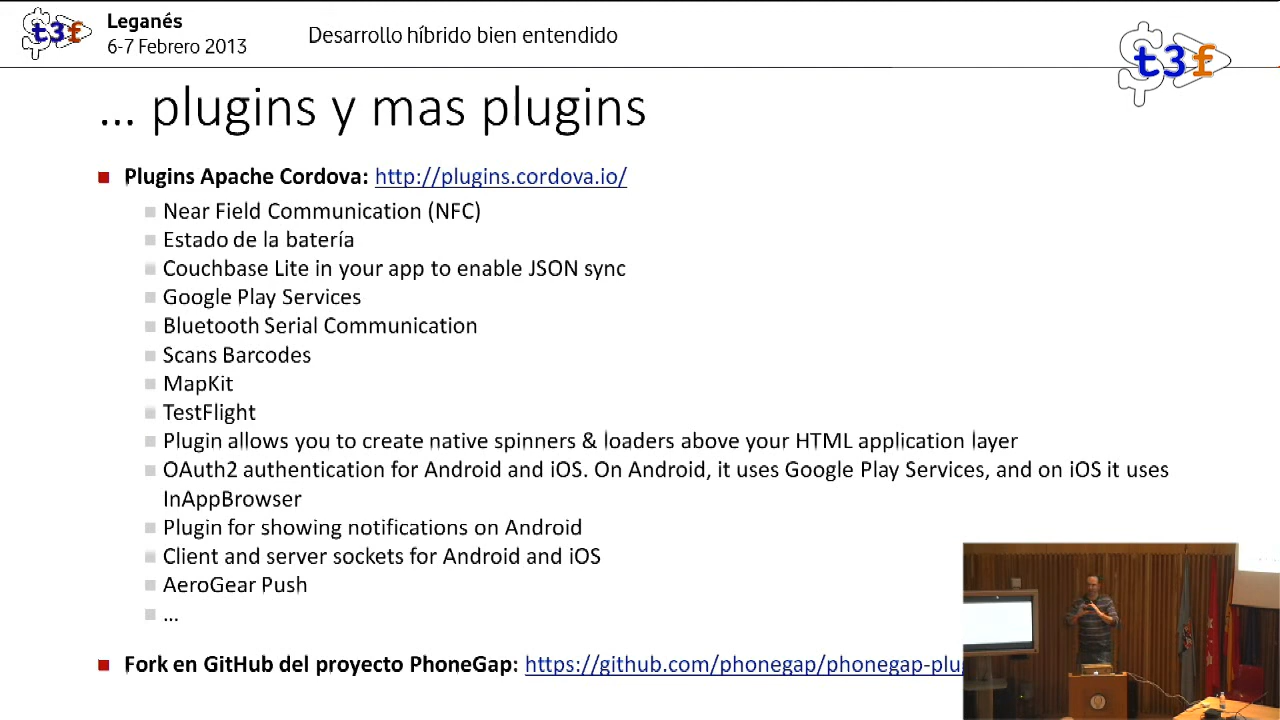 t3f
Leganés
6-7 Febrero 2013
Desarrollo híbrido bien entendido
t3f
... plugins y mas plugins
Plugins Apache Cordova: http://plugins.cordova.io/
Near Field Communication (NFC)
Estado de la batería
Couchbase Lite in your app to enable JSON sync
Google Play Services
Bluetooth Serial Communication
Scans Barcodes
MapKit
TestFlight
Plugin allows you to create native spinners & loaders above your HTML application layer
OAuth2 authentication for Android and iOS. On Android, it uses Google Play Services, and on iOS it uses
InAppBrowser
Plugin for showing notifications on Android
Client and server sockets for Android and iOS
AeroGear Push
...
Fork en GitHub del proyecto PhoneGap: https://github.com/phonegap/phonegap-plu